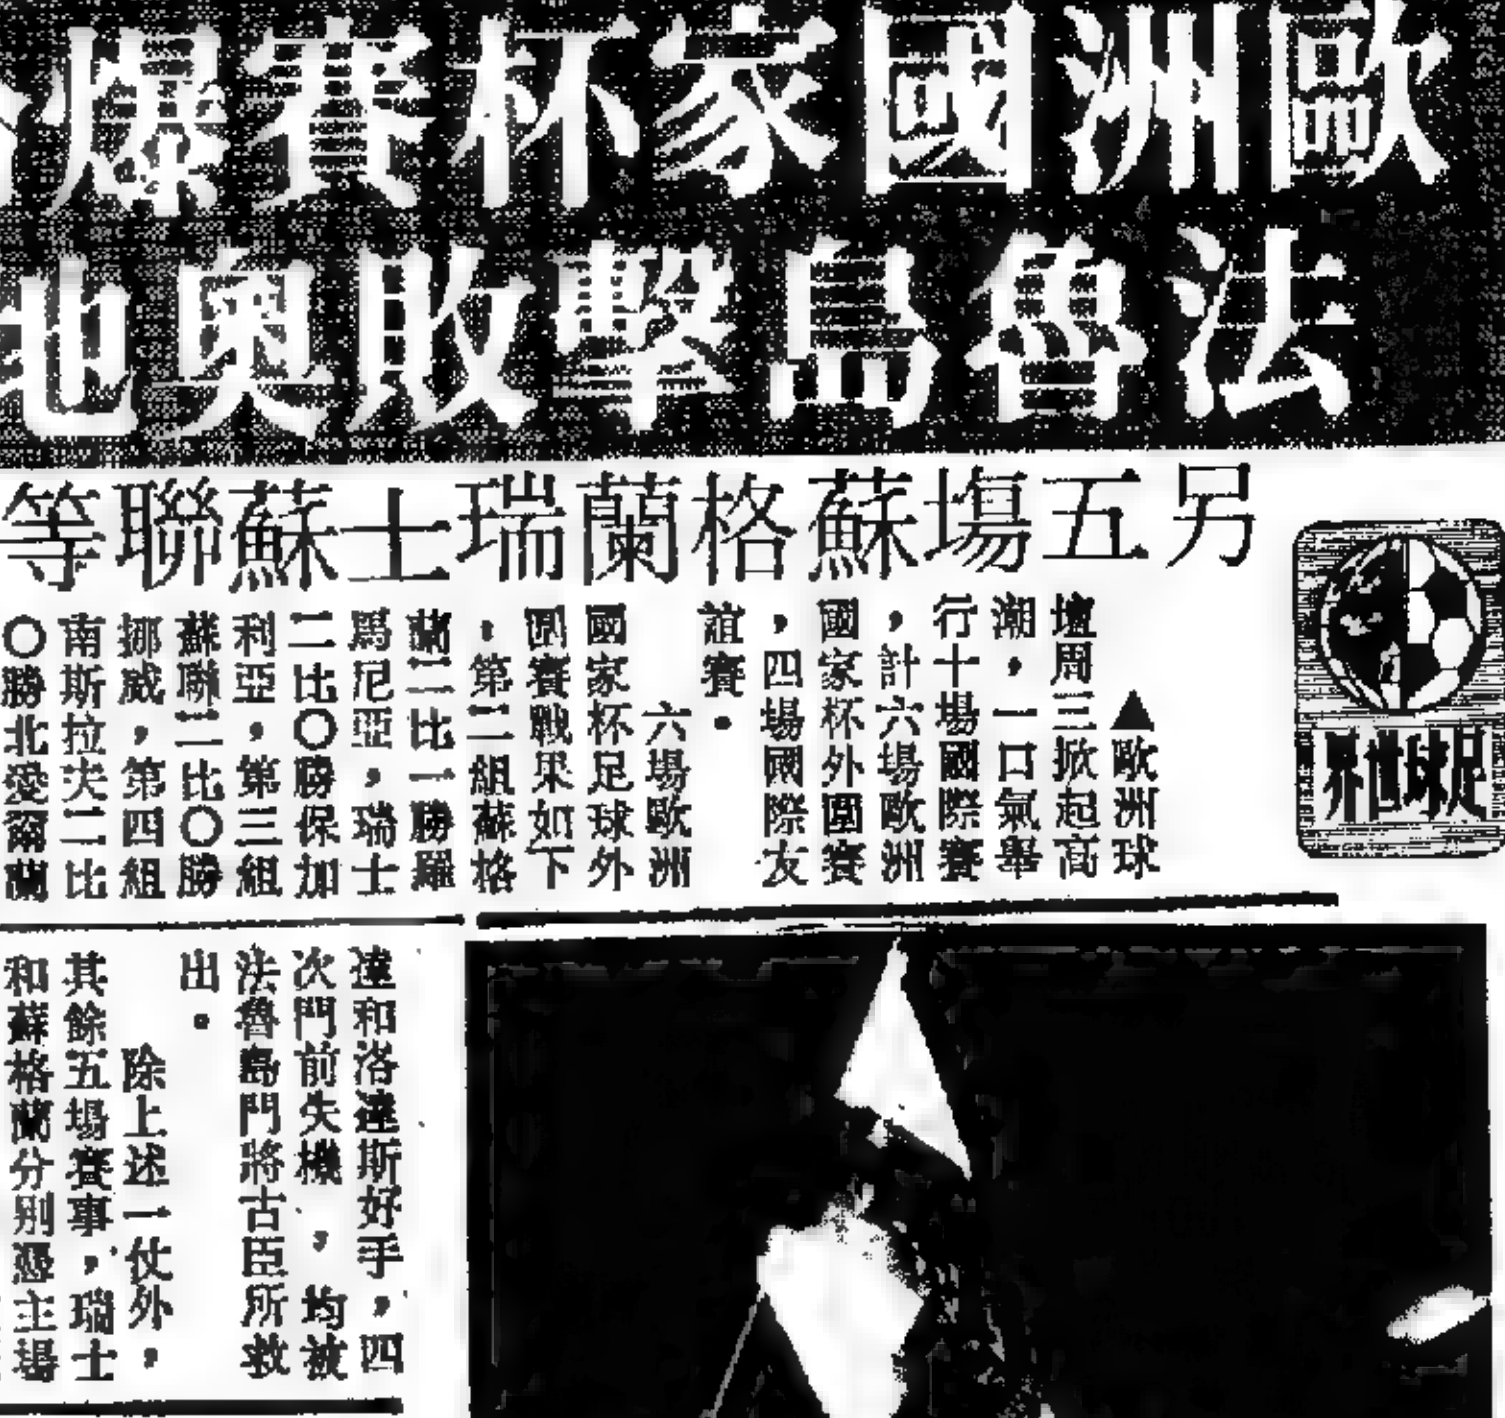 歐洲國家杯賽爆
法魯島擊敗奧地
另五場蘇格蘭瑞士蘇聯等
足球世界
▲歐洲球
壇周三掀起高
潮，一口氣舉
行十場國際賽
，計六場歐洲
國家杯外圍賽
，四場國際友
誼賽。
六場歐洲
國家杯足球外
圍賽戰果如下
，第二組蘇格
蘭二比一勝羅
馬尼亞，瑞士
二比〇勝保加
利亞，第三組
蘇聯二比〇勝
挪威，第四組
南斯拉夫二比
〇勝北愛爾蘭
達和洛達斯好手，四
次門前失機，均被
法魯島門將古臣所救
出。
除上述一仗外，
其餘五場賽事，瑞士
和蘇格蘭分別憑主場